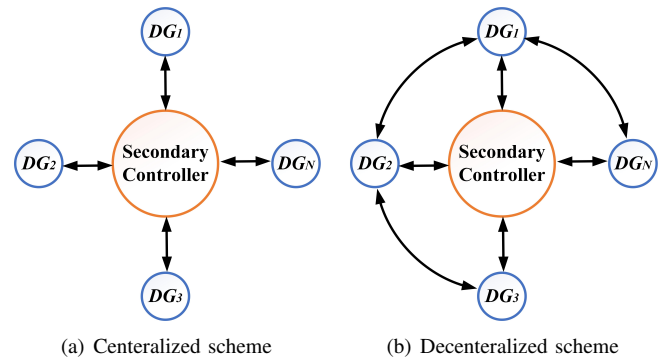 DG1
DG1
DG2
Secondary
Controller
DGN
DG2
Secondary
Controller
DGN
DG3
DG3
(a) Centeralized scheme
(b) Decenteralized scheme